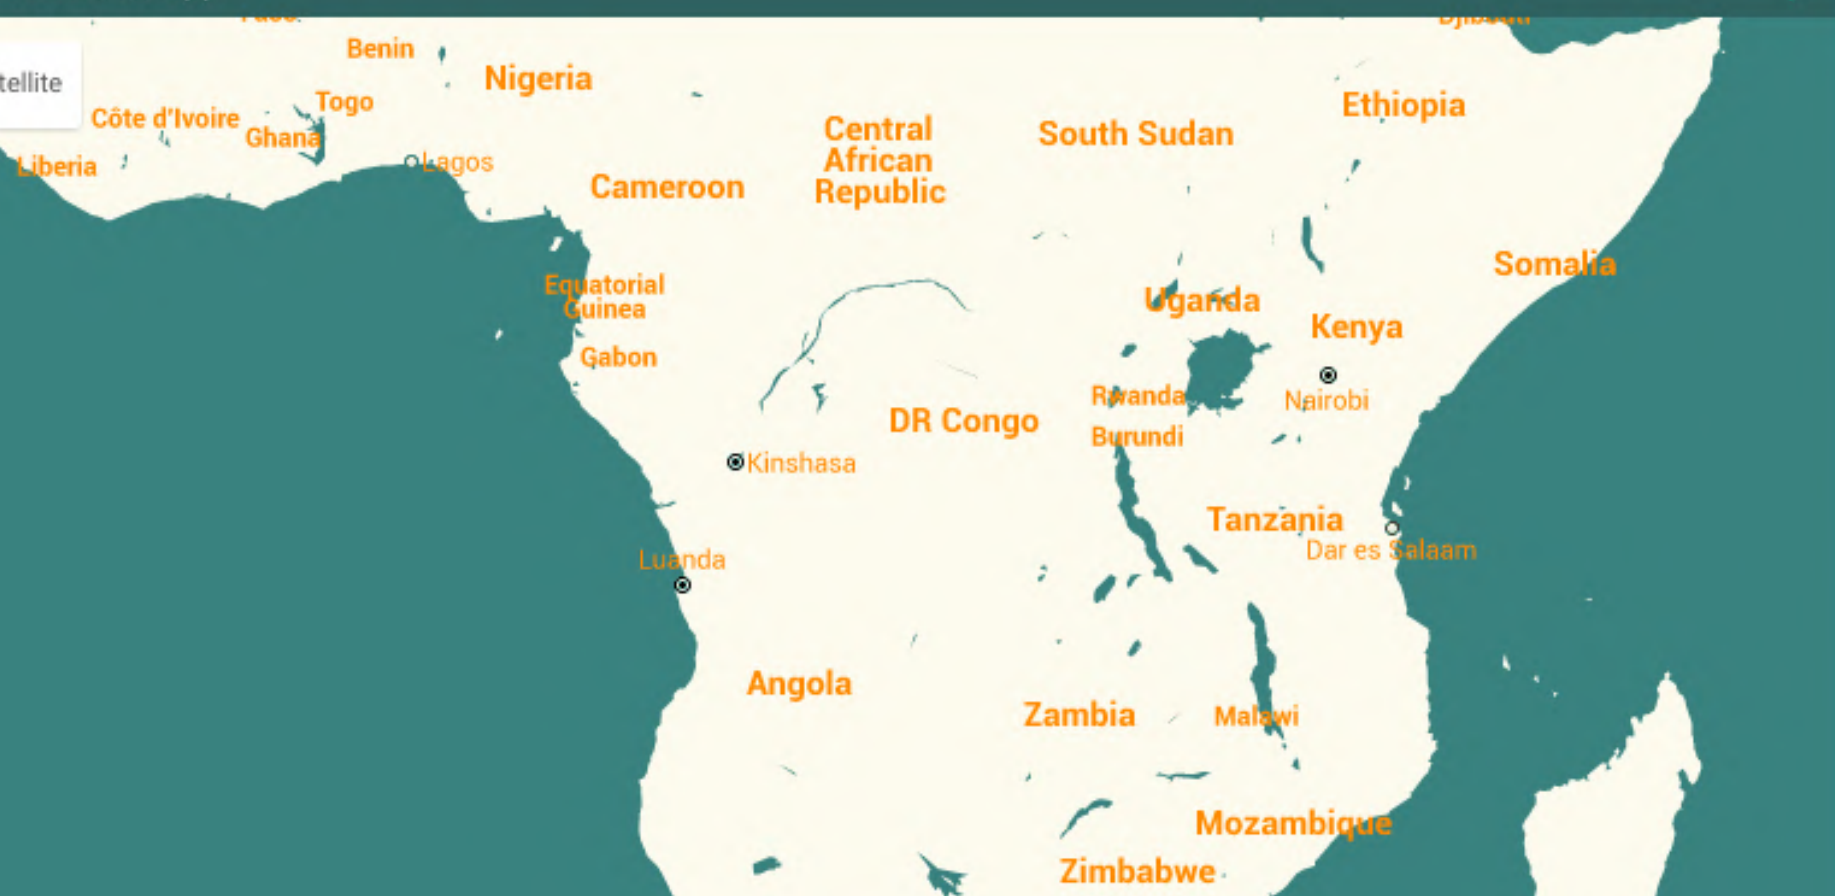 Djibouti
Benin
Nigeria
tellite
Togo
Ethiopia
Côte d'Ivoire
Ghana
Central
African
Republic
South Sudan
Liberia
Lagos
Cameroon
Somalia
Equatorial
Guinea
Uganda
Kenya
Gabon
Nairobi
Rwanda
DR Congo
Burundi
Kinshasa
Tanzania
Dar es Salaam
Luanda
Angola
Zambia
Malawi
Mozambique
Zimbabwe